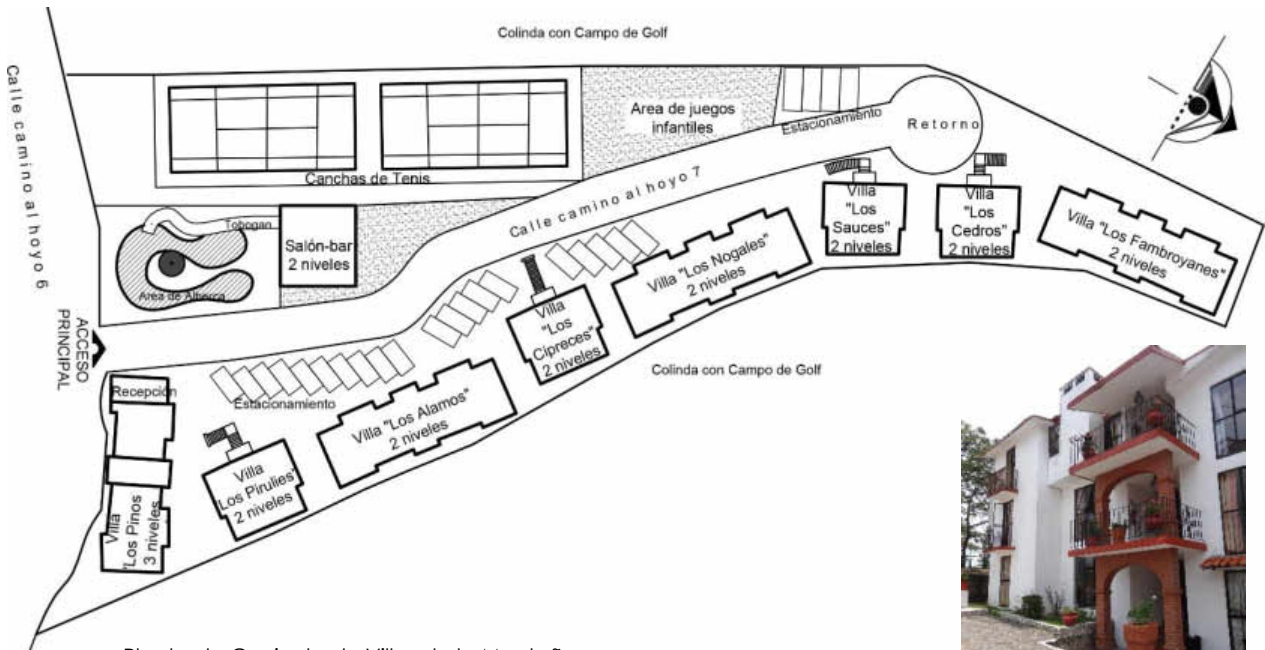 Colinda con Campo de Golf
Calle camino al hoyo 6
Area de juegos
infantiles
Estacionamiento
Retorno
Canchas de Tenis
Calle camino al hoyo 7
Tobogan
Salón-bar
2 niveles
Area de Alberca
ACCESO
PRINCIPAL
Villa
"Los
Sauces"
2 niveles
Villa
"Los
Cedros"
2 niveles
Villa "Los Fambroyanes"
2 niveles
Villa "Los Nogales"
2 niveles
Villa
"Los
Cipreces"
2 niveles
Colinda con Campo de Golf
Recepción
Estacionamiento
Villa "Los Alamos"
2 niveles
Villa
Los Pirulies"
2 niveles
Villa
"Los Pinos
3 niveles